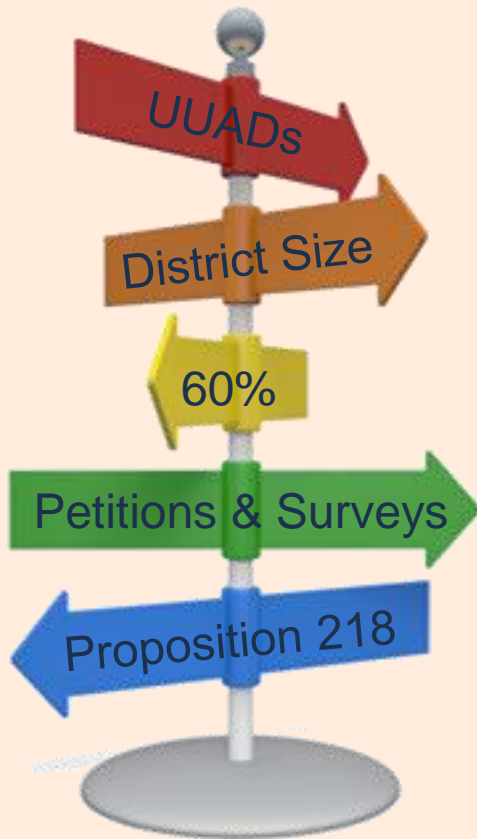 UUADs
District Size
60%
Petitions & Surveys
Proposition 218